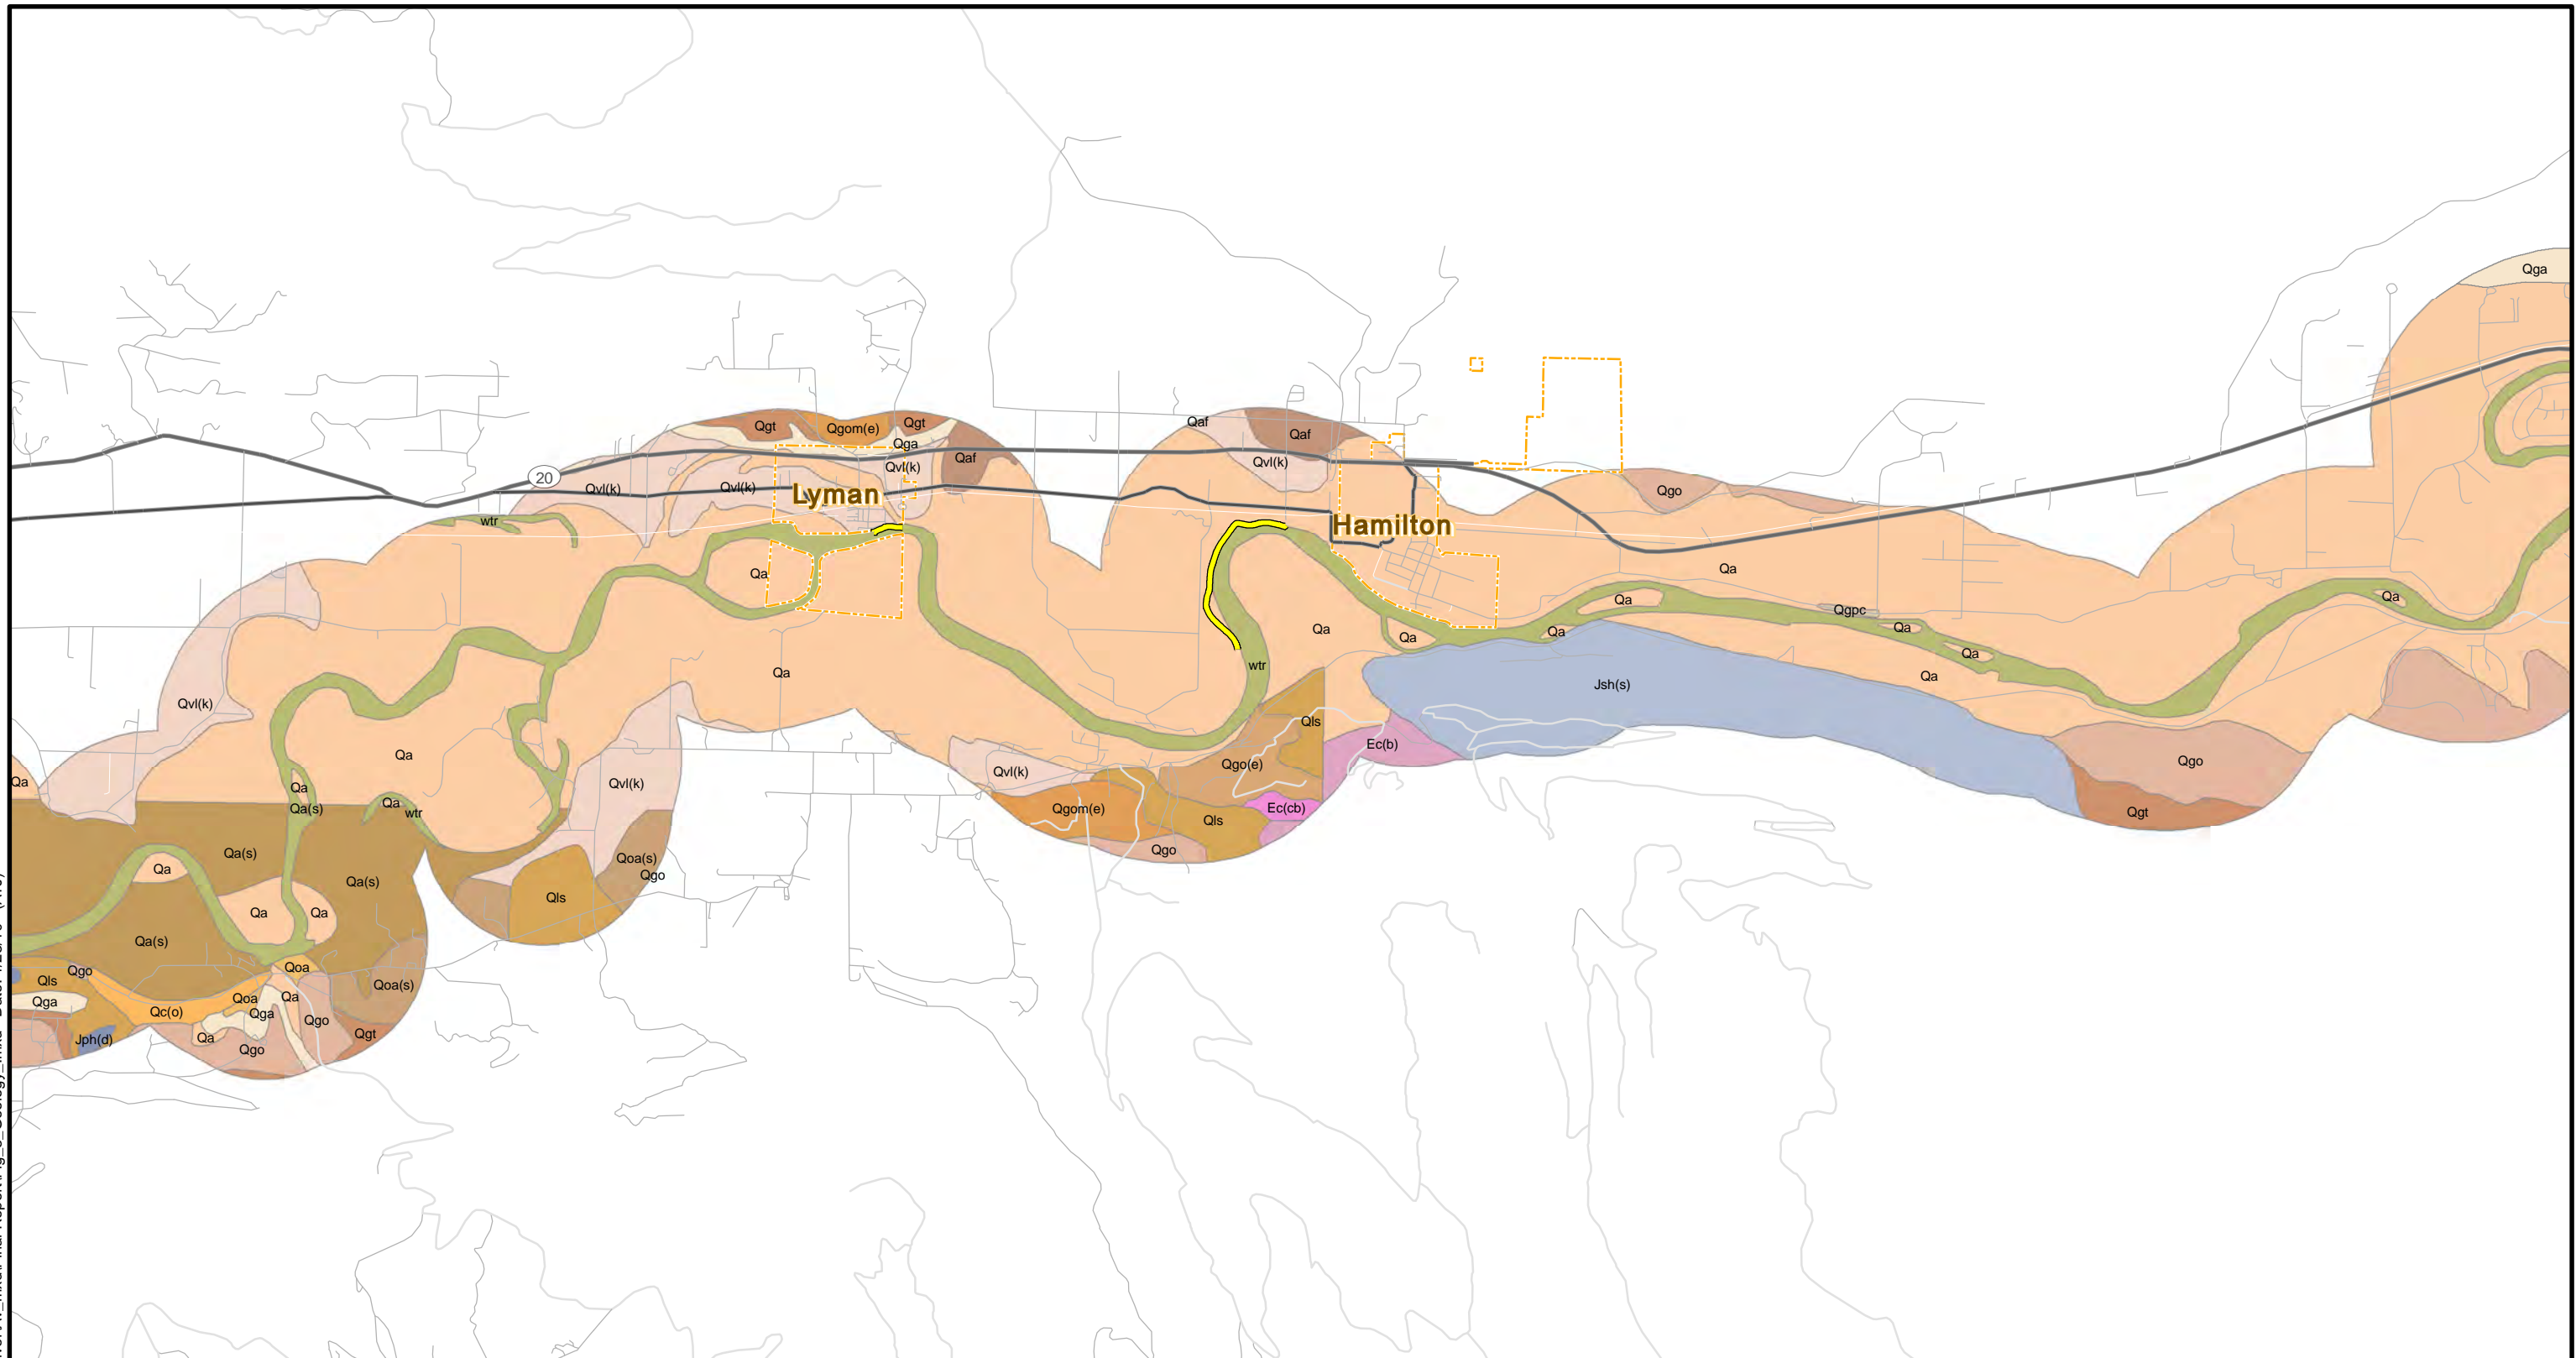 Qga
Qgt
Qgom(e)
Qgt
Qaf
Qaf
Qga
Qaf
Qvl(k)
Qvl(k)
20
Qvl(k)
Qvl(k)
Lyman
Qgo
wtr
Hamilton
Qa
Qa
Qa
Qa
Qgpc
Qa
Qa
Qa
Qa
Qa
wtr
Qa
Qa
Qa
Jsh(s)
Qvl(k)
Qls
Ec(b)
Qa
Qgo(e)
Qgo
Qvl(k)
Qa
Qvl(k)
Qa
Qa
Qa(s)
wtr
Qgom(e)
Ec(cb)
Qgt
Qls
Qa(s)
Qgo
Qoa(s)
Qa
Qgo
Qa(s)
Qls
Qa
Qa
Qa(s)
Qgo
Qoa
Qls
Qoa(s)
Qga
Qoa
Qa
Qc(o)
Qga
Qgo
Qgt
Jph(d)
Qa
Qgo